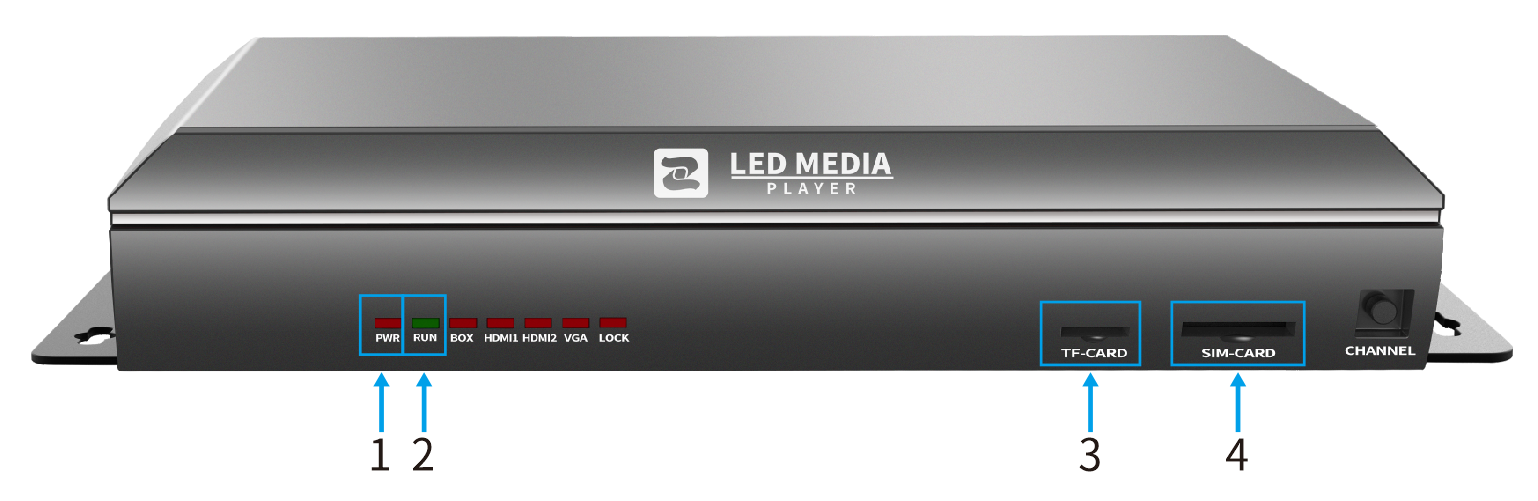 LED MEDIA
PLAYER
PWR RUN BOX HDMI1 HDMI2 VGA LOCK
TF-CARD SIM-CARD CHANNEL
1 2 3 4